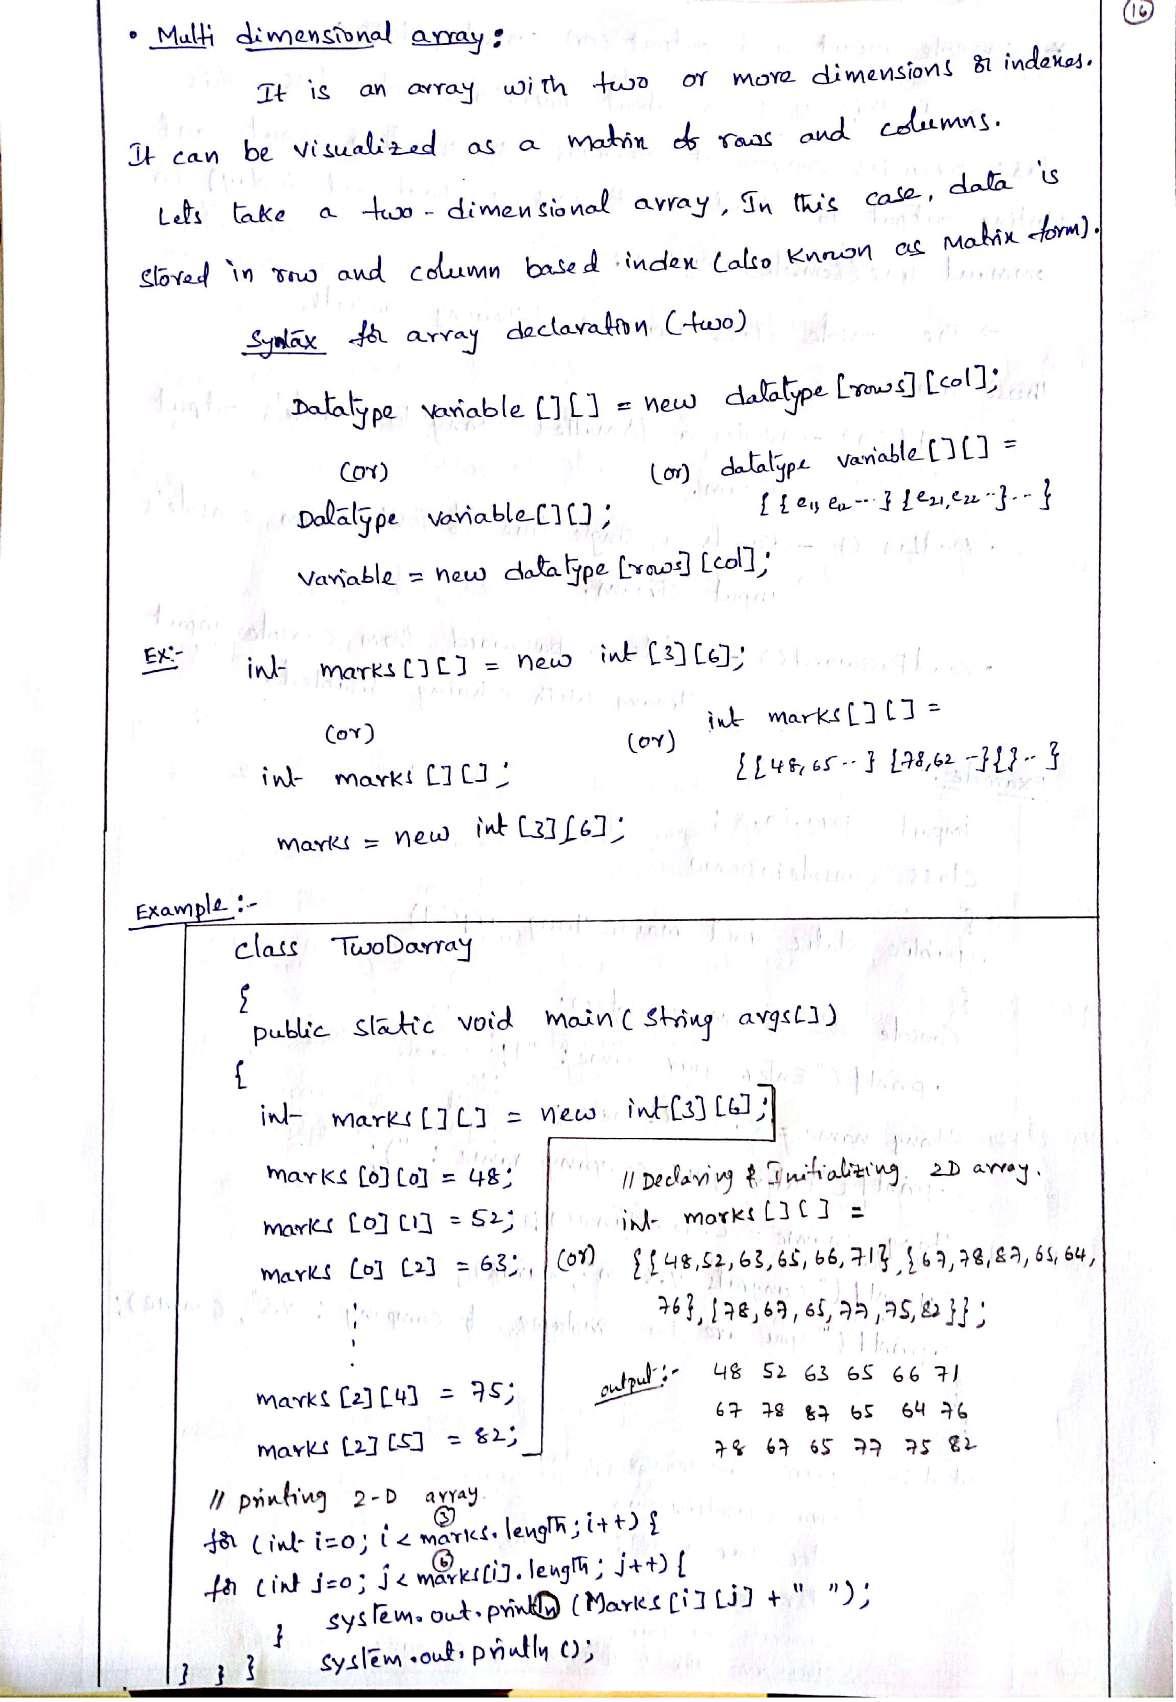 16
• Multi dimensional array:
It is an array with two or more dimensions or indexes.
It can be visualized as a matrix of rows and columns.
Lets take a two-dimensional array, In this case, data is
stored in row and column based index (also known as Matrix form).
Syntax for array declaration (two)
Datatype variable [][] = new datatype [rows][col];
(or)
(or) datatype variable[][] =
{{e11, e12 ...} {e21, e22 ..}... }
Datatype variable[][];
variable = new datatype [rows][col];
Ex:-
int marks[][] = new int [3][6];
(or)
(or) int marks[][] =
{{48, 65 .. } {78, 62 ..}{}.. }
int marks [][];
marks = new int [3][6];
Example:-
class TwoDarray
{
public static void main( String args[])
{
int marks[][] = new int[3][6];
marks [0][0] = 48;
marks [0][1] = 52;
marks [0][2] = 63;
marks [2][4] = 75;
marks [2][5] = 82;
(or)
// Declaring & Initializing 2D array.
int marks[][] =
{{48,52,63,65,66,71},{67,78,87,65,64,
76},{78,67,65,77,75,82}};
output:- 48 52 63 65 66 71
67 78 87 65 64 76
78 67 65 77 75 82
// printing 2-D array.
3
for (int i=0; i< marks.length; i++) {
6
for (int j=0; j< marks[i].length; j++) {
system.out.println (Marks[i][j] + " ");
}
system.out.println ();
} } }